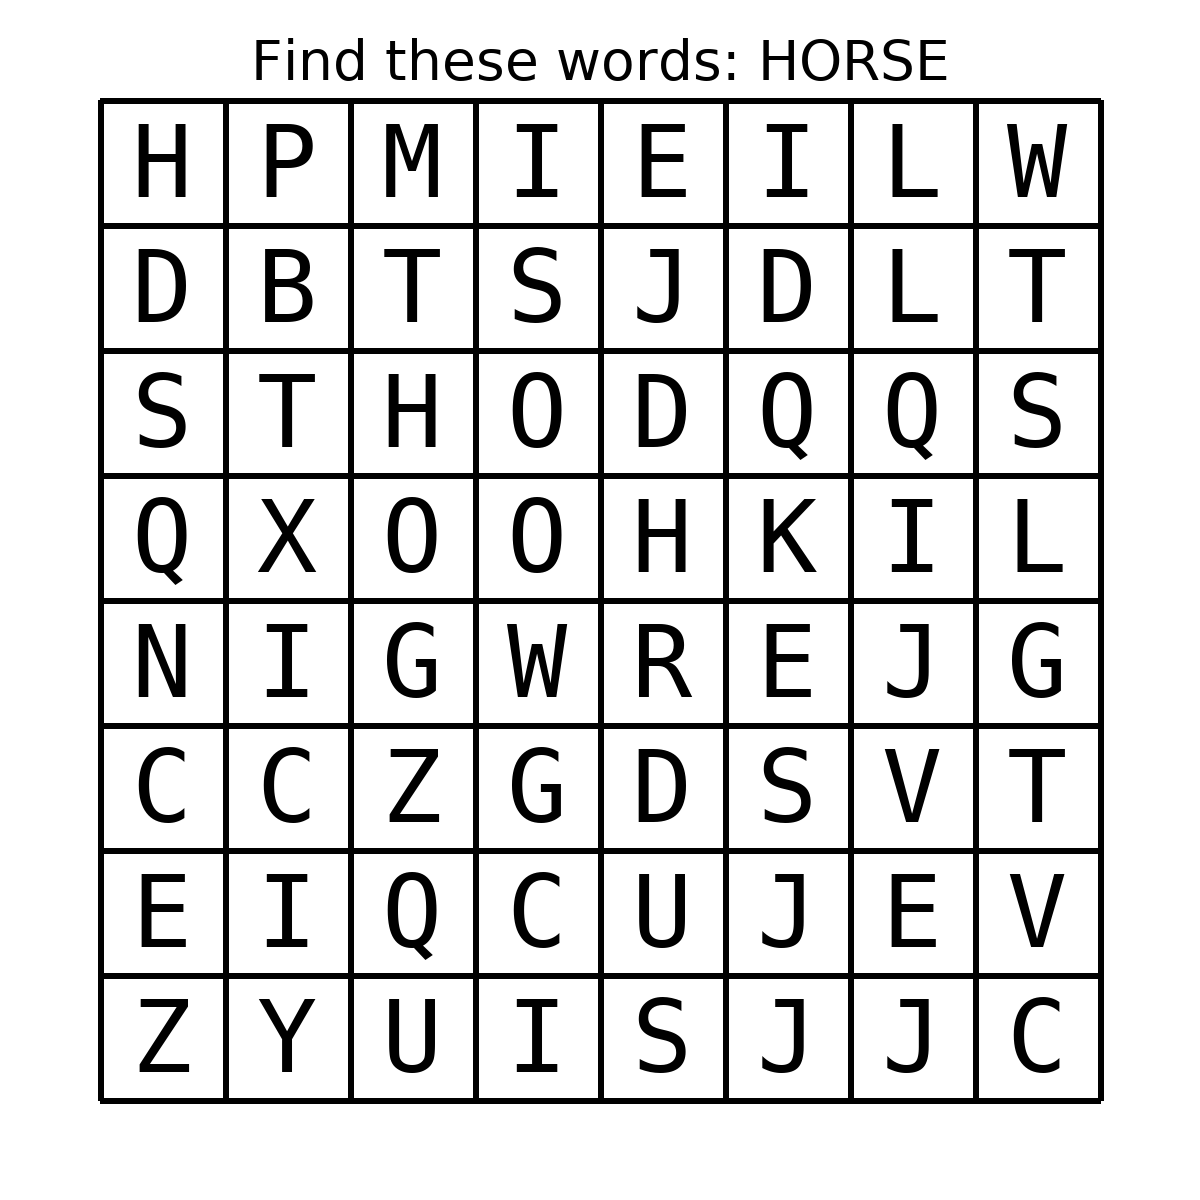 Find these words: HORSE
H P M I E I L W
D B T S J D L T
S T H O D Q Q S
Q X O O H K I L
N I G W R E J G
C C Z G D S V T
E I Q C U J E V
Z Y U I S J J C